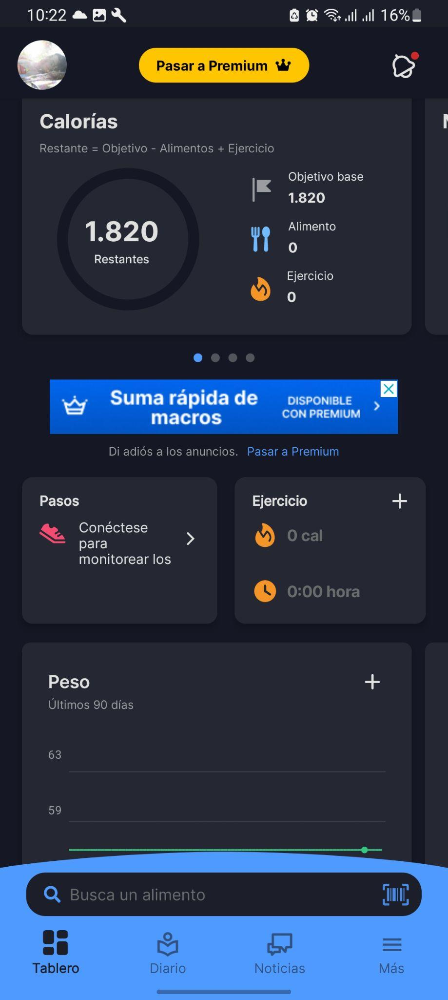 10:22
16%
Pasar a Premium
Calorías
Restante = Objetivo - Alimentos + Ejercicio
1.820
Restantes
Objetivo base
1.820
Alimento
0
Ejercicio
0
Suma rápida de
macros
DISPONIBLE
CON PREMIUM
Di adiós a los anuncios. Pasar a Premium
Pasos
Conéctese
para
monitorear los
Ejercicio
0 cal
0:00 hora
Peso
Últimos 90 días
63
59
Busca un alimento
Tablero
Diario
Noticias
Más